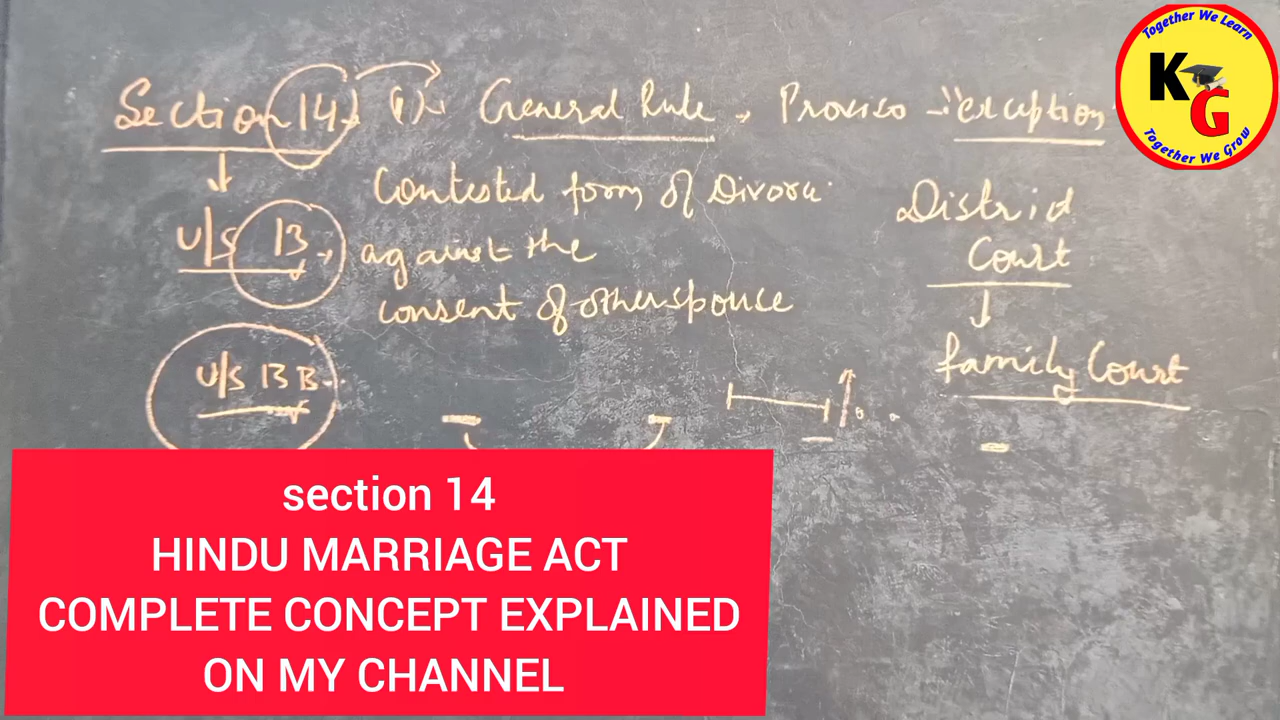 Together We Learn
KG
Together We Grow
Section 14 → (1) → General Rule → Proviso - "exception"
Contested form of Divorce
U/S 13 → against the
consent of other spouse
District
Court
↓
family Court
U/S 13 B
section 14
HINDU MARRIAGE ACT
COMPLETE CONCEPT EXPLAINED
ON MY CHANNEL